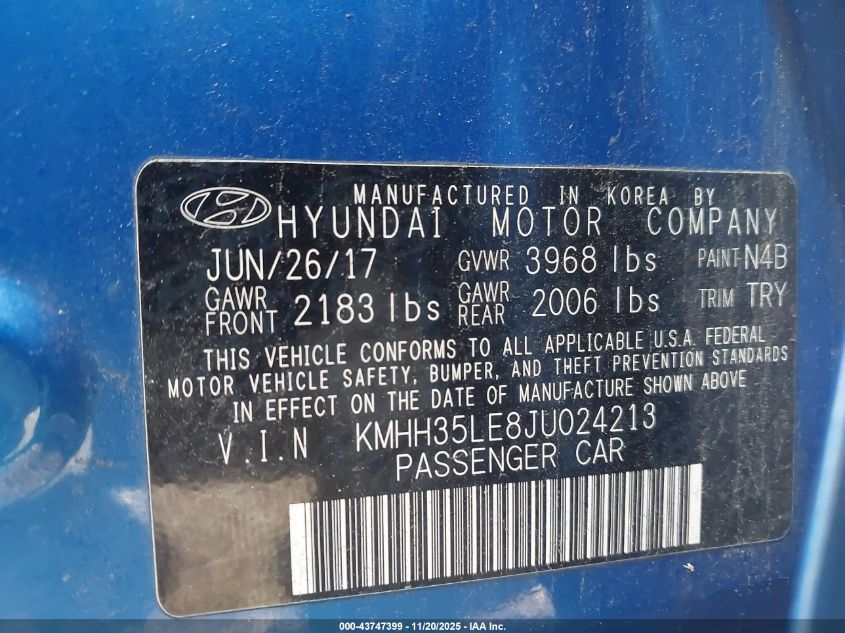 MANUFACTURED IN KOREA BY
HYUNDAI MOTOR COMPANY
JUN/26/17 GVWR 3968 lbs PAINT N4B
GAWR FRONT 2183 lbs GAWR REAR 2006 lbs TRIM TRY
THIS VEHICLE CONFORMS TO ALL APPLICABLE U.S.A. FEDERAL
MOTOR VEHICLE SAFETY, BUMPER, AND THEFT PREVENTION STANDARDS
IN EFFECT ON THE DATE OF MANUFACTURE SHOWN ABOVE
V.I.N KMHH35LE8JU024213
PASSENGER CAR
000-43747399 - 11/20/2025 - IAA Inc.